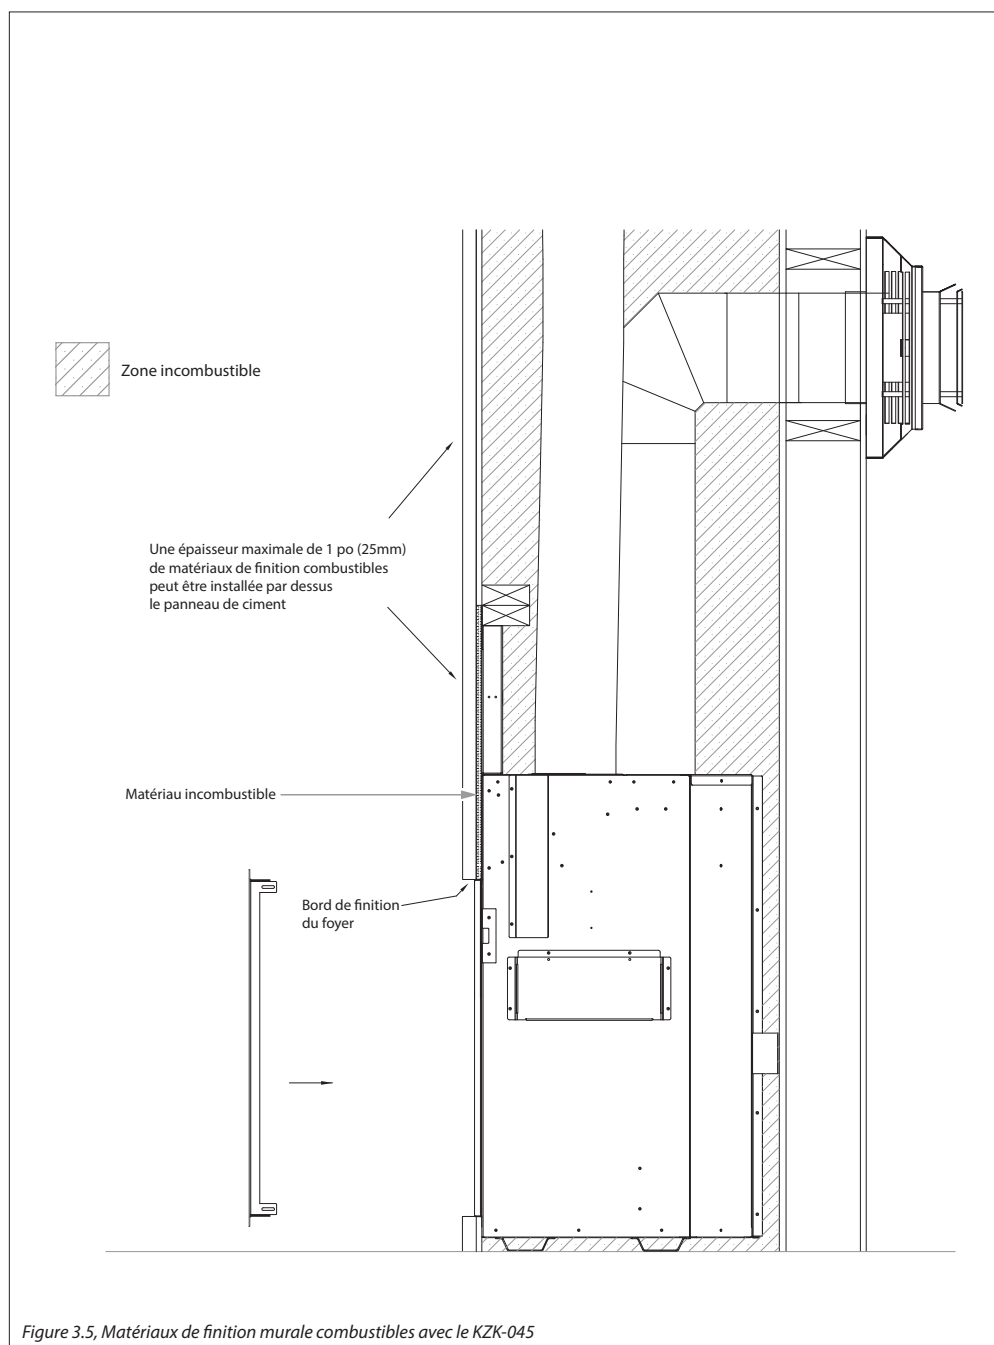 Zone incombustible
Une épaisseur maximale de 1 po (25mm)
de matériaux de finition combustibles
peut être installée par dessus
le panneau de ciment
Matériau incombustible
Bord de finition
du foyer
Figure 3.5, Matériaux de finition murale combustibles avec le KZK-045